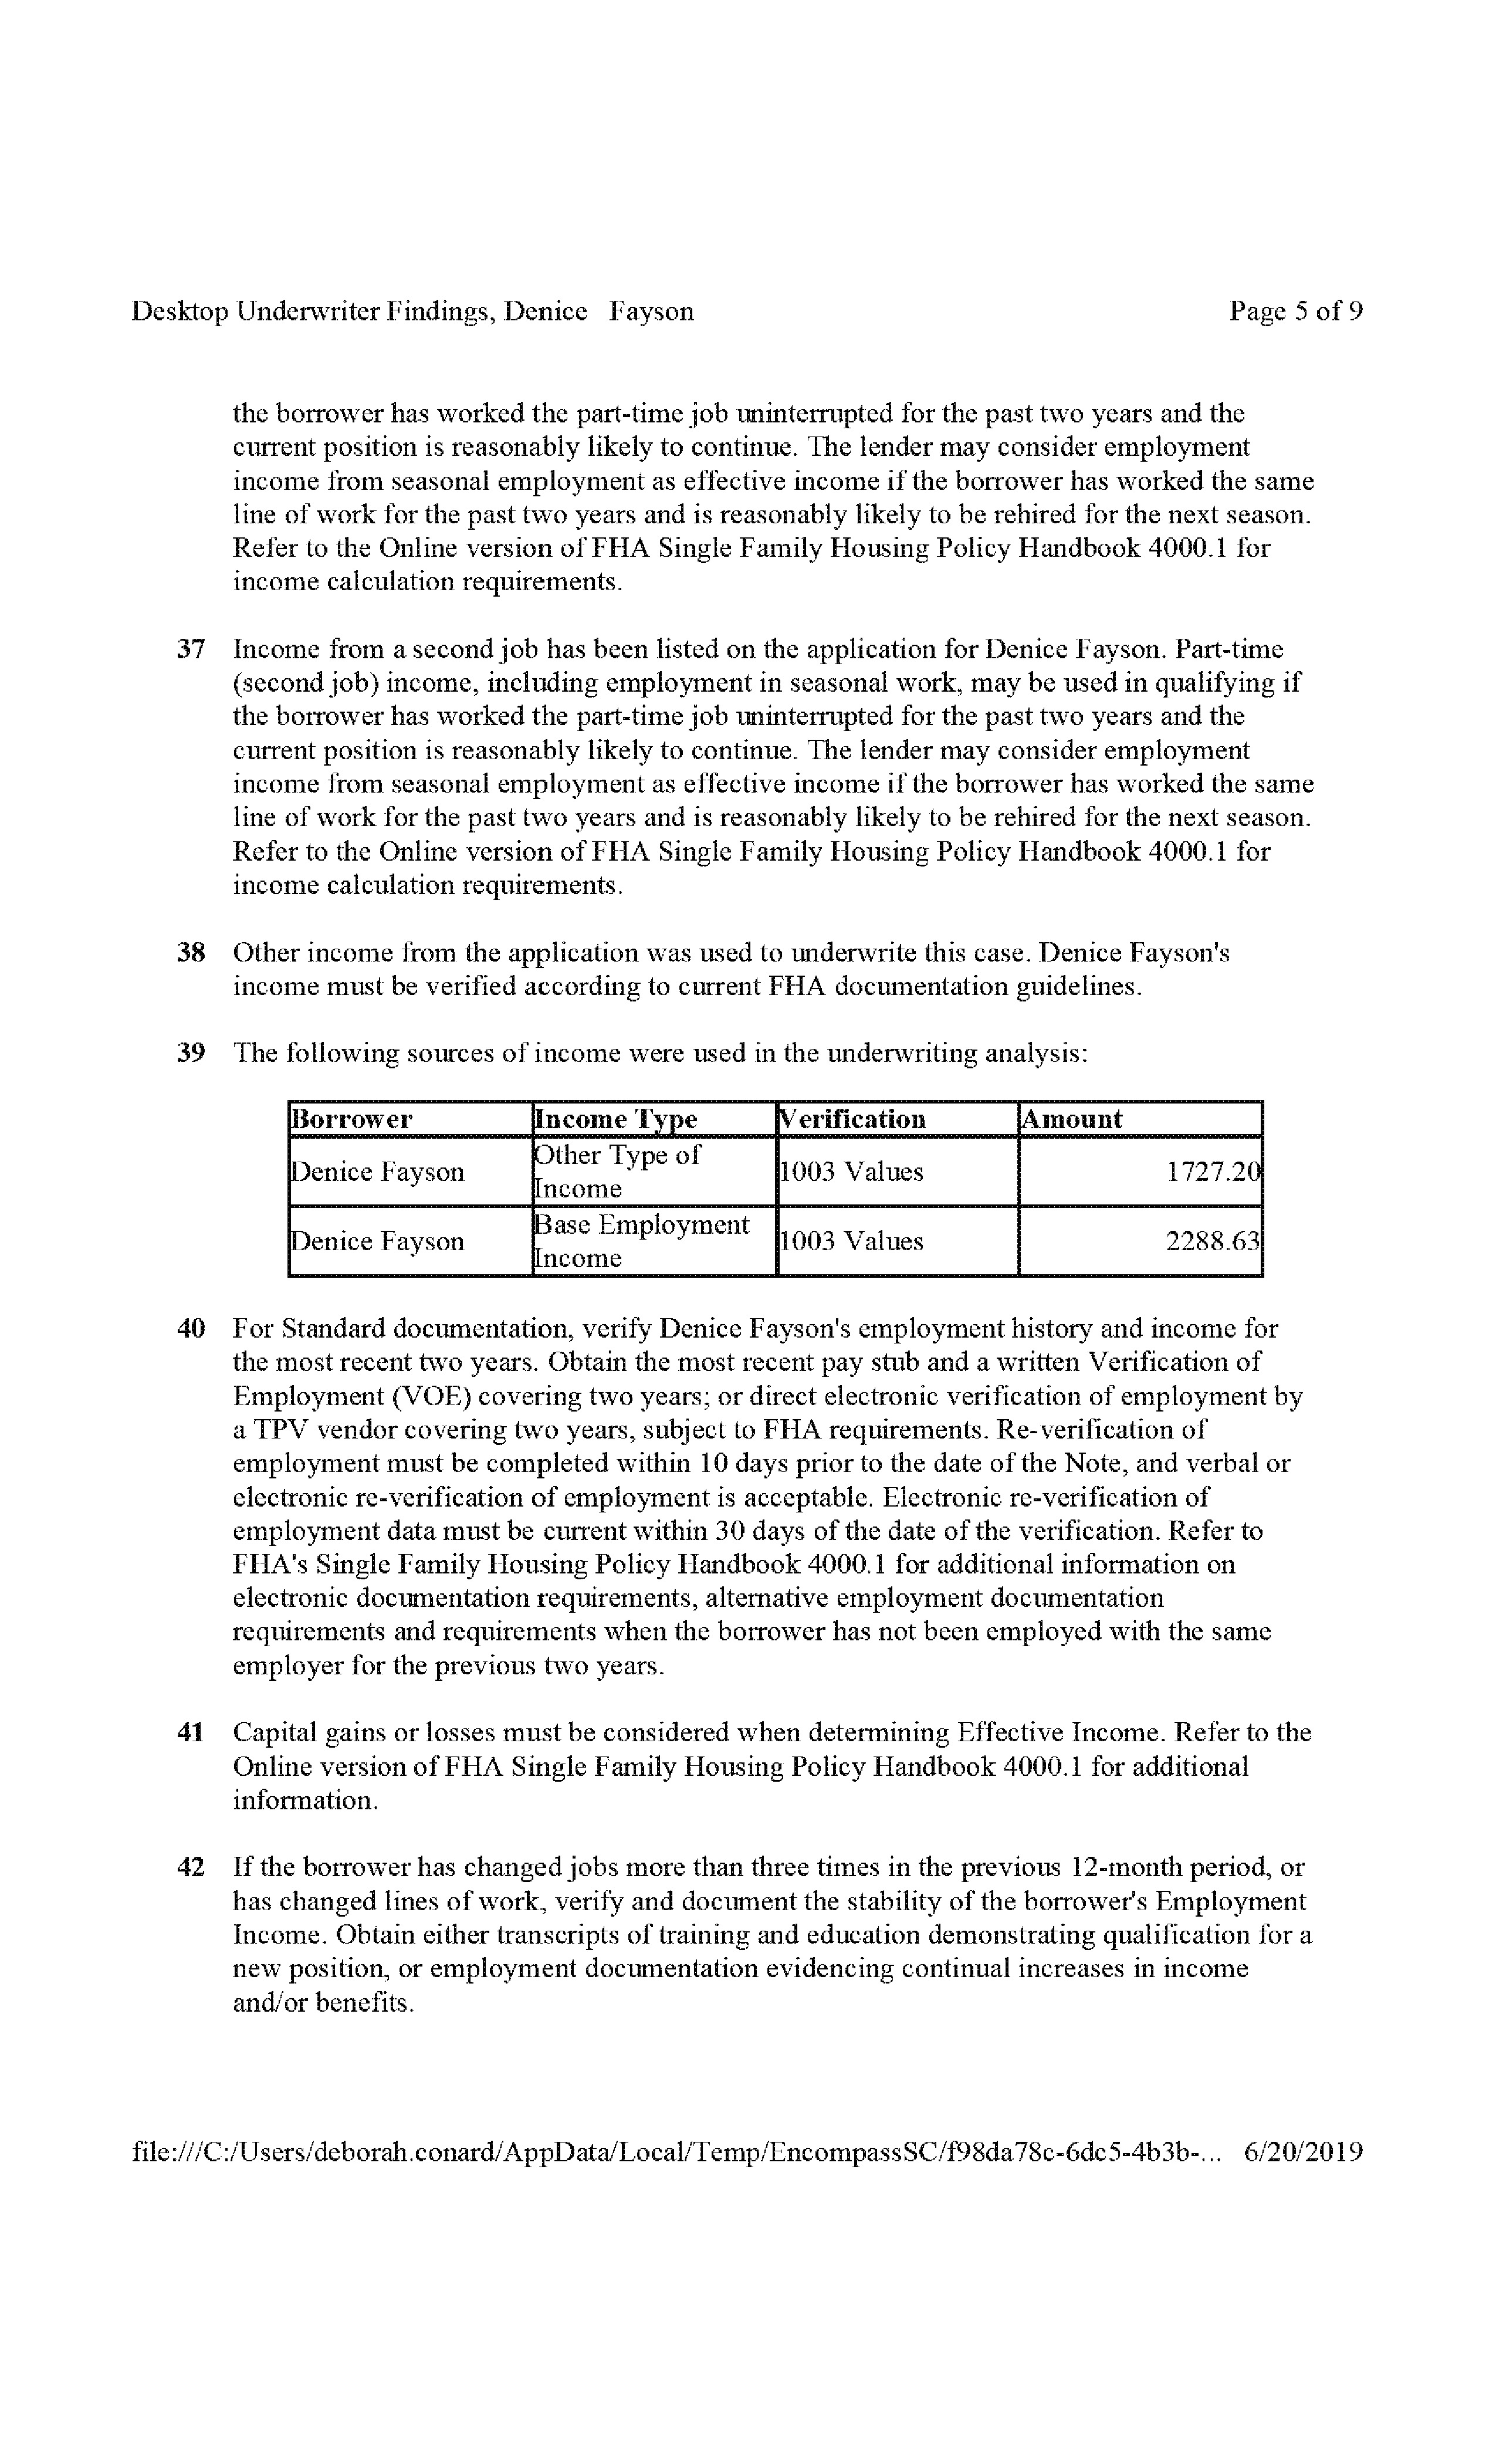 Desktop Underwriter Findings, Denice Fayson Page 5 of 9
the borrower has worked the part-time job uninterrupted for the past two years and the
current position is reasonably likely to continue. The lender may consider employment
income from seasonal employment as effective income if the borrower has worked the same
line of work for the past two years and is reasonably likely to be rehired for the next season.
Refer to the Online version of FHA Single Family Housing Policy Handbook 4000.1 for
income calculation requirements.
37 Income from a second job has been listed on the application for Denice Fayson. Part-time
(second job) income, including employment in seasonal work, may be used in qualifying if
the borrower has worked the part-time job uninterrupted for the past two years and the
current position is reasonably likely to continue. The lender may consider employment
income from seasonal employment as effective income if the borrower has worked the same
line of work for the past two years and is reasonably likely to be rehired for the next season.
Refer to the Online version of FHA Single Family Housing Policy Handbook 4000.1 for
income calculation requirements.
38 Other income from the application was used to underwrite this case. Denice Fayson's
income must be verified according to current FHA documentation guidelines.
39 The following sources of income were used in the underwriting analysis:
Borrower Income Type Verification Amount
Denice Fayson Other Type of Income 1003 Values 1727.20
Denice Fayson Base Employment Income 1003 Values 2288.63
40 For Standard documentation, verify Denice Fayson's employment history and income for
the most recent two years. Obtain the most recent pay stub and a written Verification of
Employment (VOE) covering two years; or direct electronic verification of employment by
a TPV vendor covering two years, subject to FHA requirements. Re-verification of
employment must be completed within 10 days prior to the date of the Note, and verbal or
electronic re-verification of employment is acceptable. Electronic re-verification of
employment data must be current within 30 days of the date of the verification. Refer to
FHA's Single Family Housing Policy Handbook 4000.1 for additional information on
electronic documentation requirements, alternative employment documentation
requirements and requirements when the borrower has not been employed with the same
employer for the previous two years.
41 Capital gains or losses must be considered when determining Effective Income. Refer to the
Online version of FHA Single Family Housing Policy Handbook 4000.1 for additional
information.
42 If the borrower has changed jobs more than three times in the previous 12-month period, or
has changed lines of work, verify and document the stability of the borrower's Employment
Income. Obtain either transcripts of training and education demonstrating qualification for a
new position, or employment documentation evidencing continual increases in income
and/or benefits.
file:///C:/Users/deborah.conard/AppData/Local/Temp/EncompassSC/f98da78c-6dc5-4b3b-... 6/20/2019